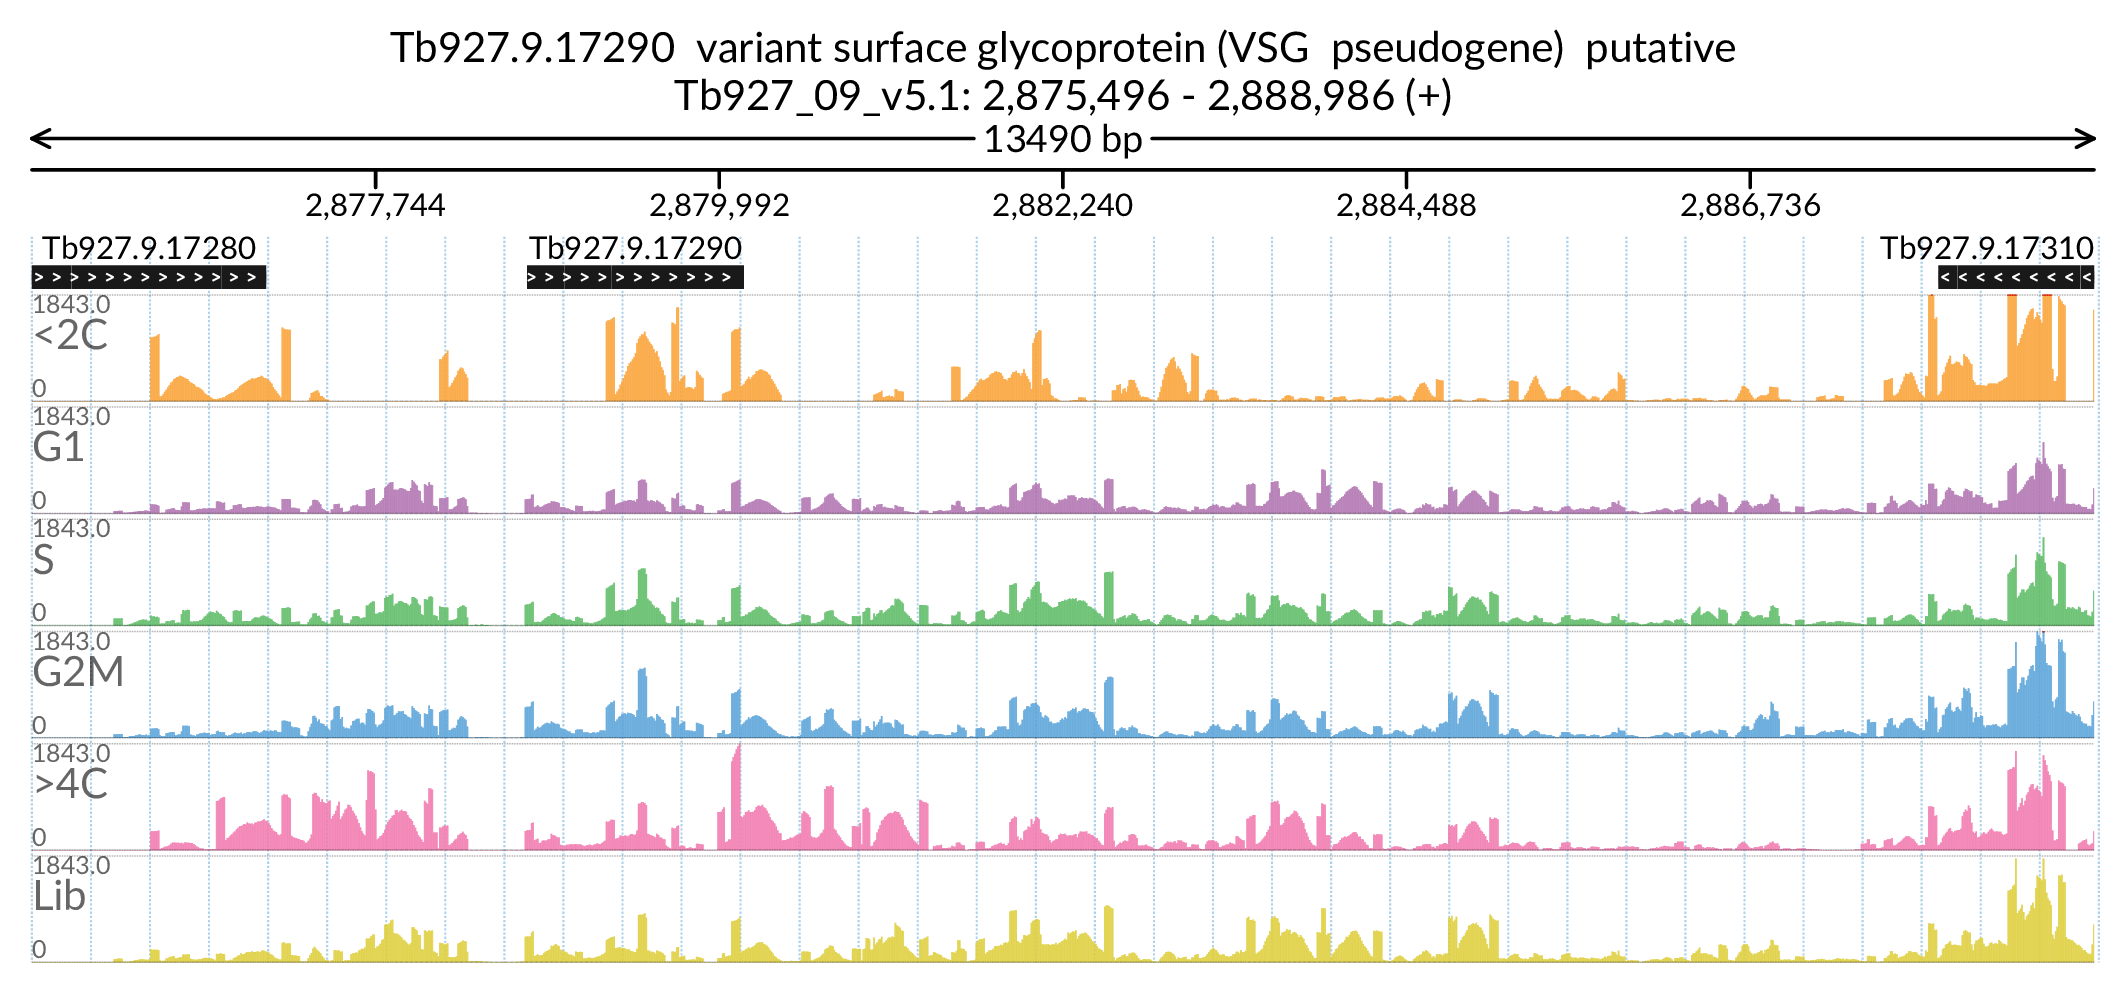 Tb927.9.17290 variant surface glycoprotein (VSG pseudogene) putative
Tb927_09_v5.1: 2,875,496 - 2,888,986 (+)
13490 bp
2,877,744 2,879,992 2,882,240 2,884,488 2,886,736
Tb927.9.17280 Tb927.9.17290 Tb927.9.17310
> > > > > > > > > > > > > > > > > > > > > > > > > < < < < < < < < <
1843.0
<2C
0
1843.0
G1
0
1843.0
S
0
1843.0
G2M
0
1843.0
>4C
0
1843.0
Lib
0